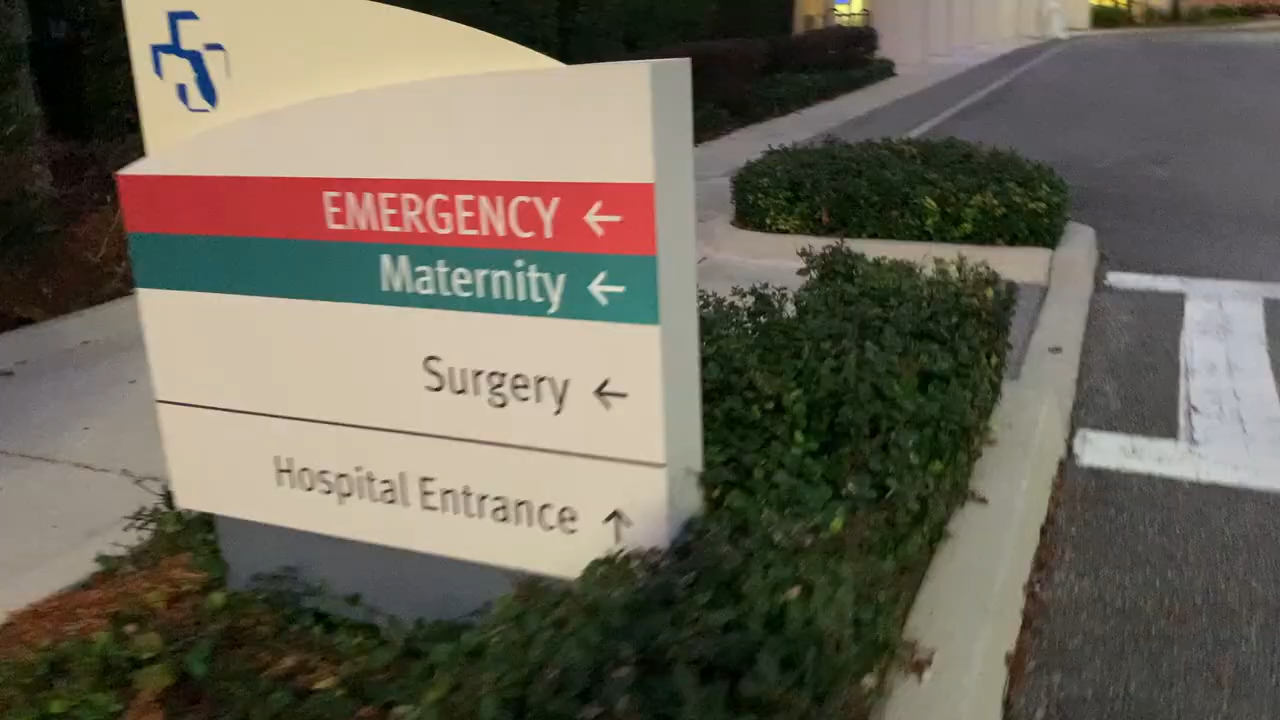 EMERGENCY ←
Maternity ←
Surgery ←
Hospital Entrance ↑